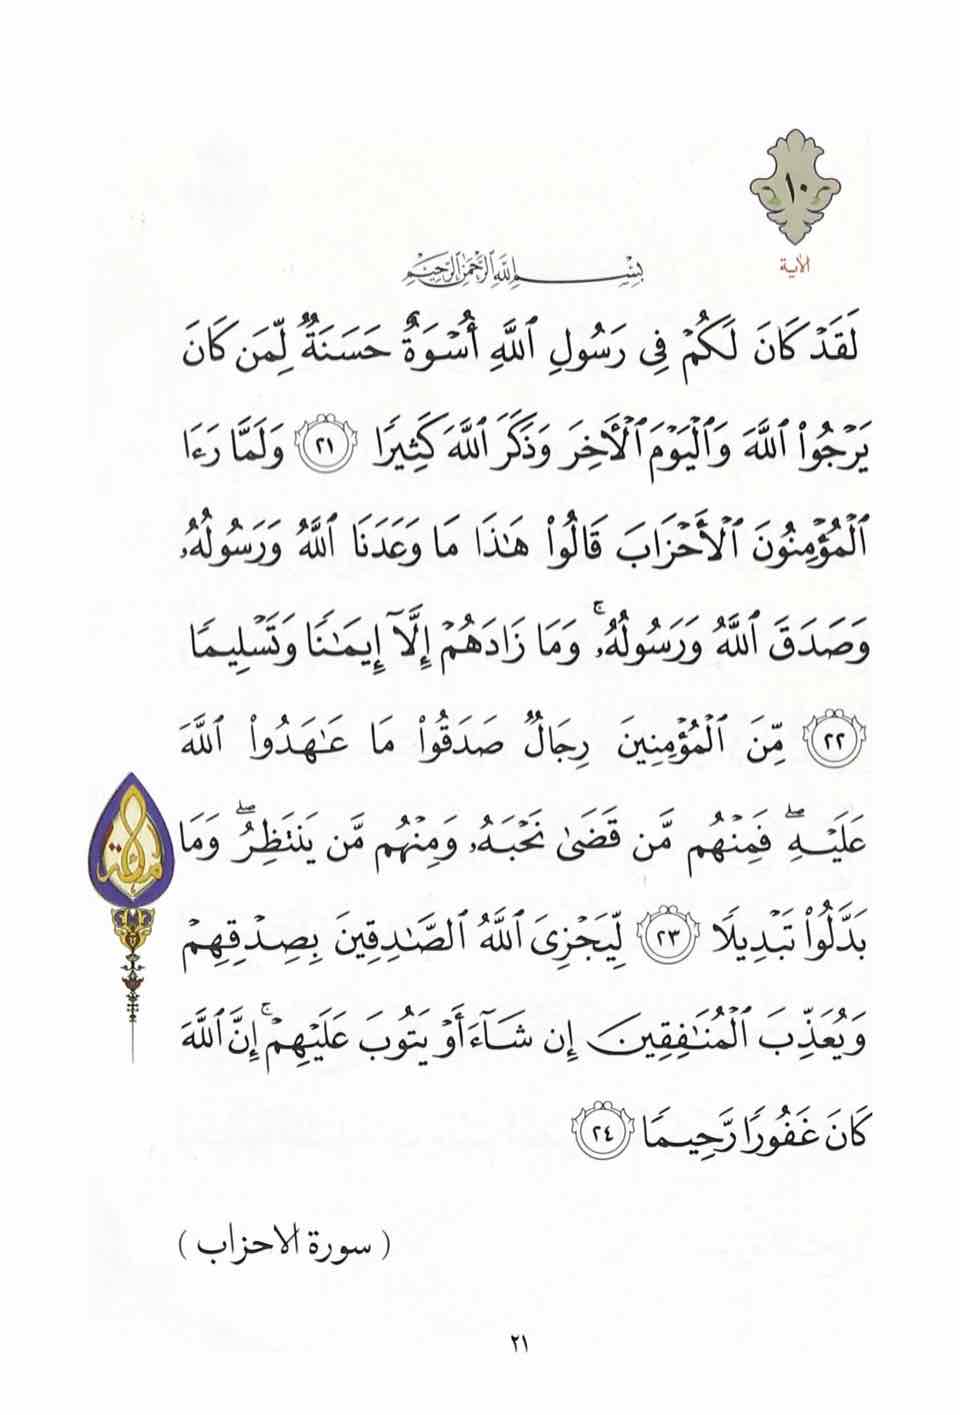 ١٠
الآية
بِسْمِ اللهِ الرَّحْمٰنِ الرَّحِيمِ
لَقَدْ كَانَ لَكُمْ فِى رَسُولِ ٱللَّهِ أُسْوَةٌ حَسَنَةٌ لِّمَن كَانَ
يَرْجُوا۟ ٱللَّهَ وَٱلْيَوْمَ ٱلْأَخِرَ وَذَكَرَ ٱللَّهَ كَثِيرًا ٢١ وَلَمَّا رَءَا
ٱلْمُؤْمِنُونَ ٱلْأَحْزَابَ قَالُوا۟ هَـٰذَا مَا وَعَدَنَا ٱللَّهُ وَرَسُولُهُۥ
وَصَدَقَ ٱللَّهُ وَرَسُولُهُۥ ۚ وَمَا زَادَهُمْ إِلَّآ إِيمَـٰنًا وَتَسْلِيمًا
٢٢ مِّنَ ٱلْمُؤْمِنِينَ رِجَالٌ صَدَقُوا۟ مَا عَـٰهَدُوا۟ ٱللَّهَ
عَلَيْهِ ۖ فَمِنْهُم مَّن قَضَىٰ نَحْبَهُۥ وَمِنْهُم مَّن يَنتَظِرُ ۖ وَمَا
بَدَّلُوا۟ تَبْدِيلًا ٢٣ لِّيَجْزِىَ ٱللَّهُ ٱلصَّـٰدِقِينَ بِصِدْقِهِمْ
وَيُعَذِّبَ ٱلْمُنَـٰفِقِينَ إِن شَآءَ أَوْ يَتُوبَ عَلَيْهِمْ ۚ إِنَّ ٱللَّهَ
كَانَ غَفُورًا رَّحِيمًا ٢٤
( سورة الاحزاب )
٢١